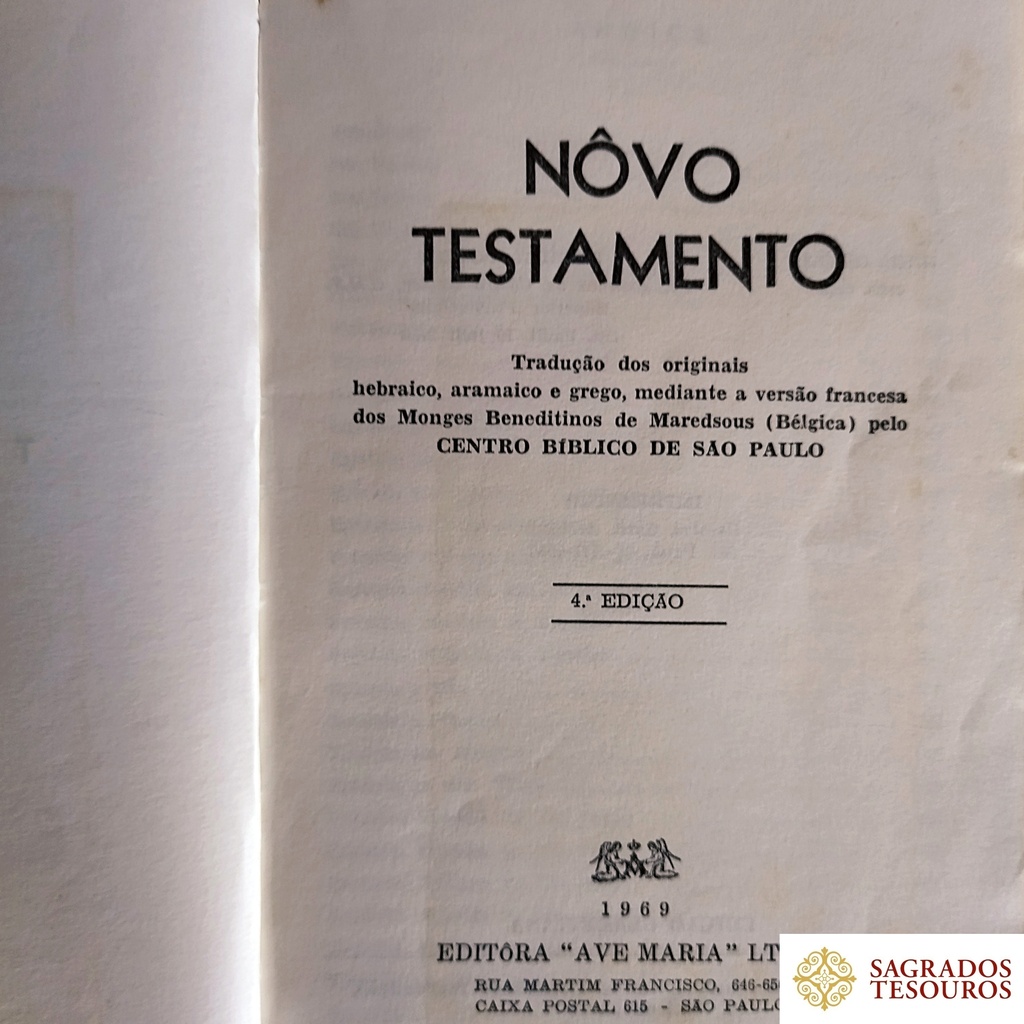 NÔVO
TESTAMENTO
Tradução dos originais
hebraico, aramaico e grego, mediante a versão francesa
dos Monges Beneditinos de Maredsous (Bélgica) pelo
CENTRO BÍBLICO DE SÃO PAULO
4.ª EDIÇÃO
1969
EDITÔRA "AVE MARIA"
RUA MARTIM FRANCISCO,
CAIXA POSTAL 615 - SÃO PAULO
SAGRADOS
TESOUROS